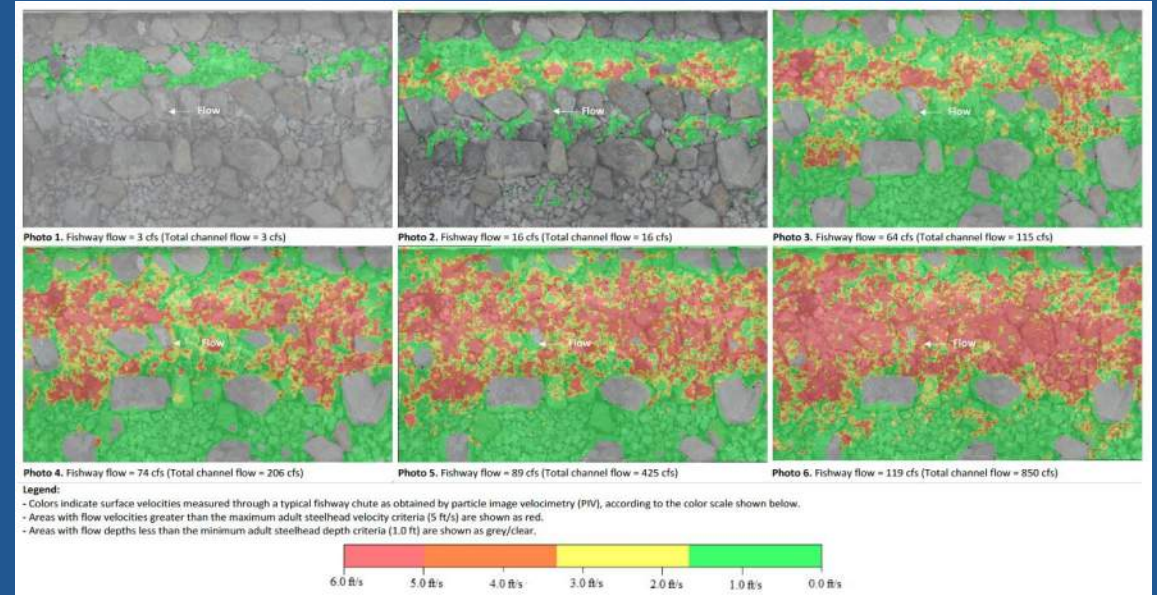 Flow
Flow
Flow
Photo 1. Fishway flow = 3 cfs (Total channel flow = 3 cfs)
Photo 2. Fishway flow = 16 cfs (Total channel flow = 16 cfs)
Photo 3. Fishway flow = 64 cfs (Total channel flow = 115 cfs)
Flow
Flow
Flow
Photo 4. Fishway flow = 74 cfs (Total channel flow = 206 cfs)
Photo 5. Fishway flow = 89 cfs (Total channel flow = 425 cfs)
Photo 6. Fishway flow = 119 cfs (Total channel flow = 850 cfs)
Legend:
- Colors indicate surface velocities measured through a typical fishway chute as obtained by particle image velocimetry (PIV), according to the color scale shown below.
- Areas with flow velocities greater than the maximum adult steelhead velocity criteria (5 ft/s) are shown as red.
- Areas with flow depths less than the minimum adult steelhead depth criteria (1.0 ft) are shown as grey/clear.
6.0 ft/s 5.0 ft/s 4.0 ft/s 3.0 ft/s 2.0 ft/s 1.0 ft/s 0.0 ft/s